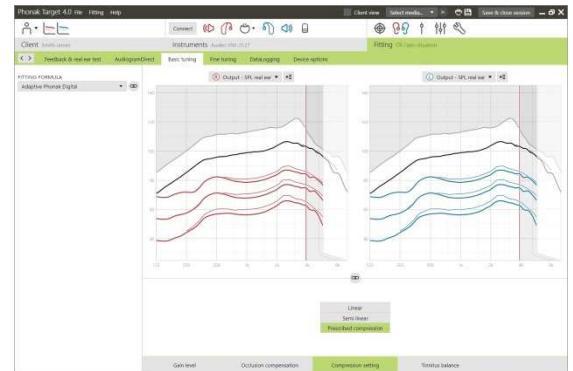 Phonak Target 4.0 File Fitting Help
Client view Select media... Save & close session
Connect
Client
Instruments
Fitting
Feedback & real ear test AudiogramDirect Basic tuning Fine tuning DataLogging Device options
FITTING FORMULA
Adaptive Phonak Digital
Output - SPL real ear
Output - SPL real ear
Linear
Semi linear
Prescribed compression
Gain level Occlusion compensation Compression setting Tinnitus balance